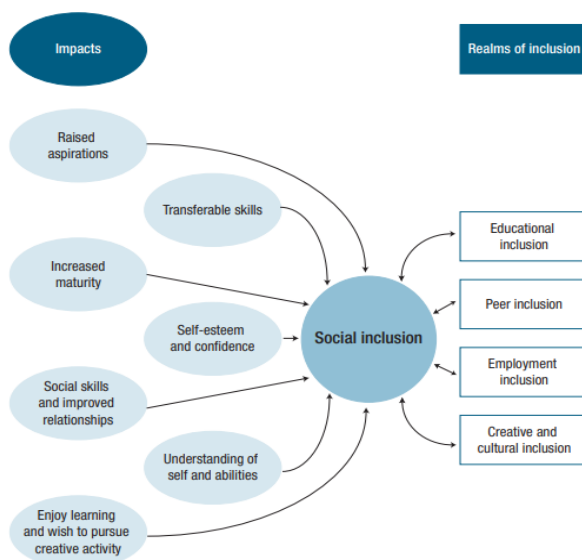 Impacts
Realms of inclusion
Raised
aspirations
Transferable skills
Increased
maturity
Self-esteem
and confidence
Social skills
and improved
relationships
Understanding of
self and abilities
Enjoy learning
and wish to pursue
creative activity
Social inclusion
Educational
inclusion
Peer inclusion
Employment
inclusion
Creative and
cultural inclusion